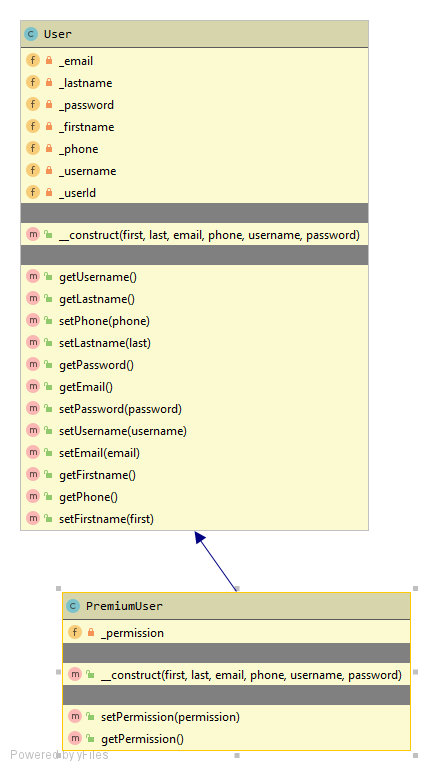 C User
f _email
f _lastname
f _password
f _firstname
f _phone
f _username
f _userId
m __construct(first, last, email, phone, username, password)
m getUsername()
m getLastname()
m setPhone(phone)
m setLastname(last)
m getPassword()
m getEmail()
m setPassword(password)
m setUsername(username)
m setEmail(email)
m getFirstname()
m getPhone()
m setFirstname(first)
C PremiumUser
f _permission
m __construct(first, last, email, phone, username, password)
m setPermission(permission)
m getPermission()
Powered by yFiles